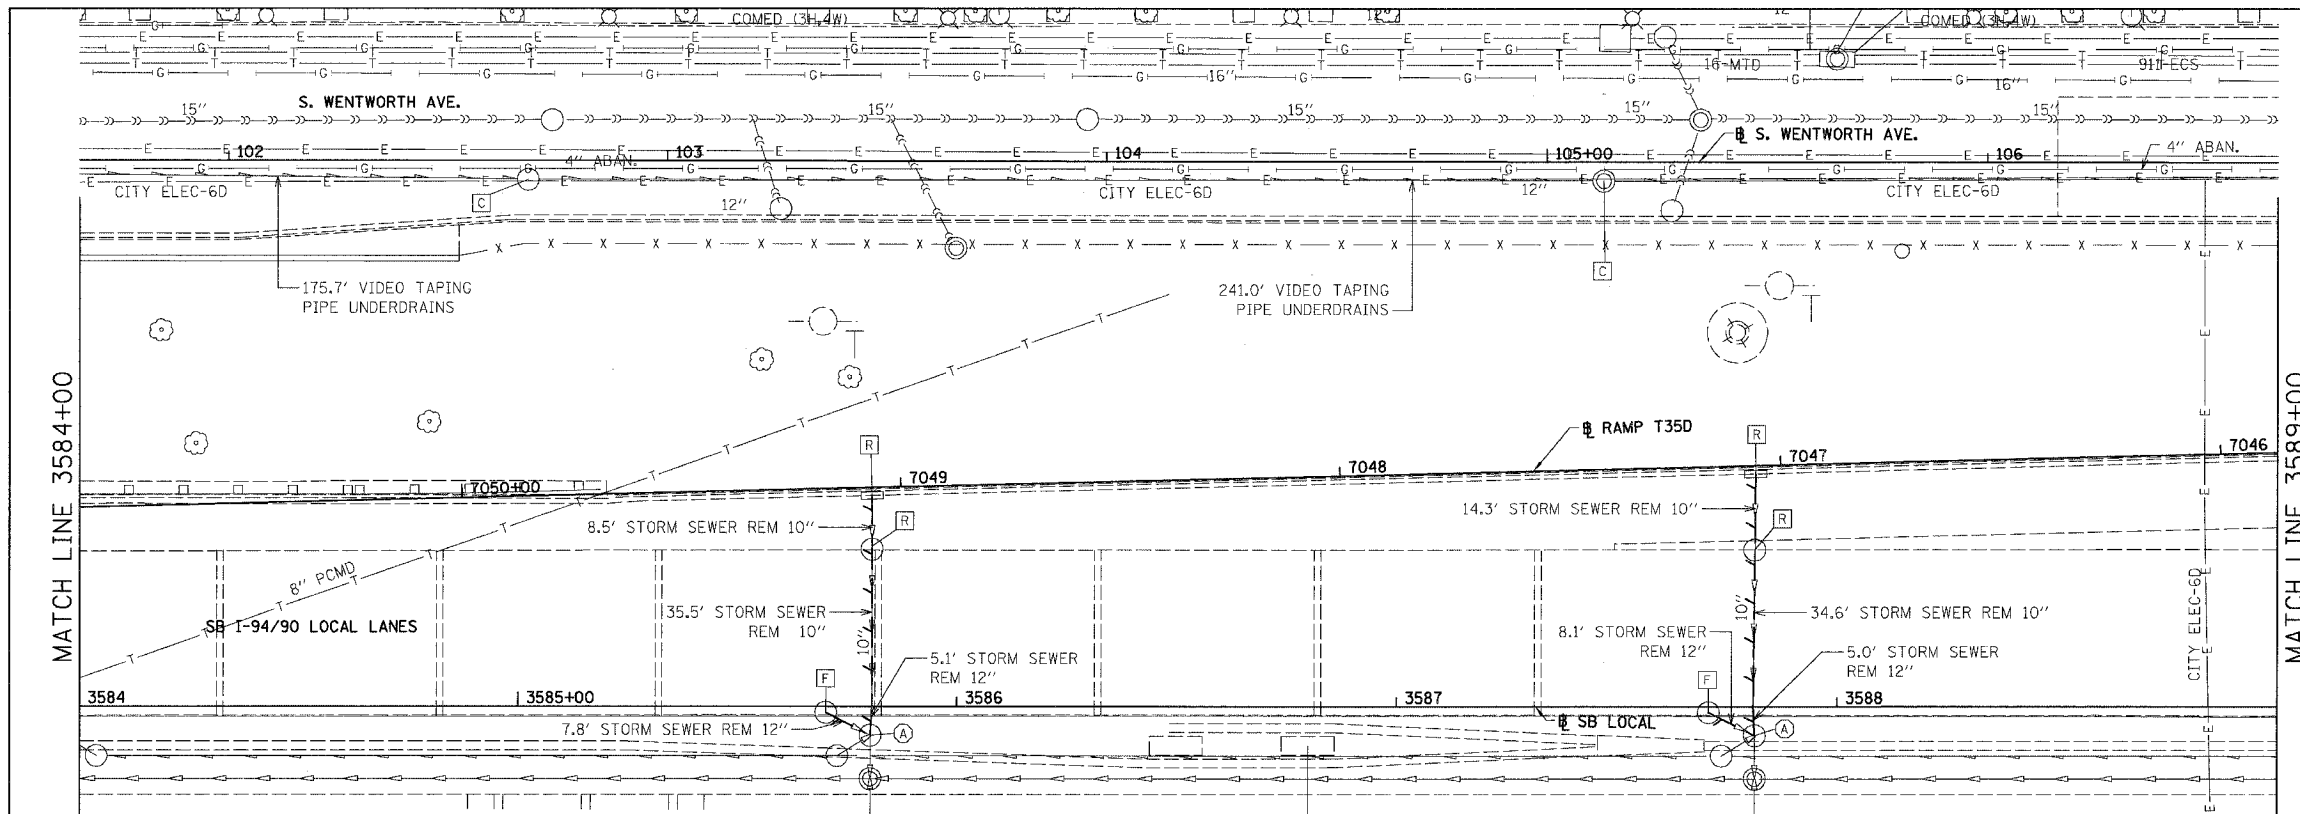 COMED (3H,4W)
COMED (3H,4W)
12"
12"
16"
16-MTD
16"
911-ECS
S. WENTWORTH AVE.
15"
15"
15"
15"
15"
℄ S. WENTWORTH AVE.
102
103
104
105+00
106
4" ABAN.
4" ABAN.
CITY ELEC-6D
CITY ELEC-6D
CITY ELEC-6D
C
12"
12"
C
175.7' VIDEO TAPING
PIPE UNDERDRAINS
241.0' VIDEO TAPING
PIPE UNDERDRAINS
MATCH LINE 3584+00
MATCH LINE 3589+00
℄ RAMP T35D
R
R
7050+00
7049
7048
7047
7046
8.5' STORM SEWER REM 10"
R
14.3' STORM SEWER REM 10"
R
8" PCMD
SB I-94/90 LOCAL LANES
35.5' STORM SEWER
REM 10"
10"
5.1' STORM SEWER
REM 12"
10"
34.6' STORM SEWER REM 10"
8.1' STORM SEWER
REM 12"
5.0' STORM SEWER
REM 12"
CITY ELEC-6D
F
F
3584
3585+00
3586
3587
3588
7.8' STORM SEWER REM 12"
A
℄ SB LOCAL
A